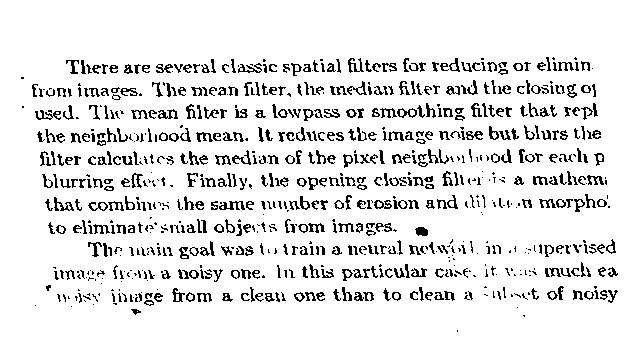 There are several classic spatial filters for reducing or elimin
from images. The mean filter, the median filter and the closing op
used. The mean filter is a lowpass or smoothing filter that repl
the neighborhood mean. It reduces the image noise but blurs the
filter calculates the median of the pixel neighborhood for each p
blurring effect. Finally, the opening closing filter is a mathema
that combines the same number of erosion and dilation morphol
to eliminate small objects from images.
The main goal was to train a neural network in a supervised
image from a noisy one. In this particular case, it was much ea
noisy image from a clean one than to clean a subset of noisy